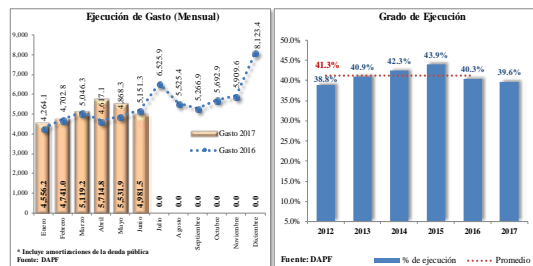 Ejecución de Gasto (Mensual)
9,000
8,000
7,000
6,000
5,000
4,000
3,000
2,000
1,000
0
4,264.1
4,702.8
5,046.3
4,617.1
4,868.3
5,151.3
6,525.9
5,525.4
5,266.9
5,692.9
5,909.6
8,123.4
Gasto 2017
Gasto 2016
4,556.2
4,741.0
5,119.2
5,714.8
5,531.9
4,981.5
0.0
0.0
0.0
0.0
0.0
0.0
Enero
Febrero
Marzo
Abril
Mayo
Junio
Julio
Agosto
Septiembre
Octubre
Noviembre
Diciembre
* Incluye amortizaciones de la deuda pública
Fuente: DAPF
Grado de Ejecución
50.0%
45.0%
40.0%
35.0%
30.0%
25.0%
20.0%
15.0%
10.0%
5.0%
41.3%
38.8%
40.9%
42.3%
43.9%
40.3%
39.6%
2012
2013
2014
2015
2016
2017
Fuente: DAPF
% de ejecución
Promedio